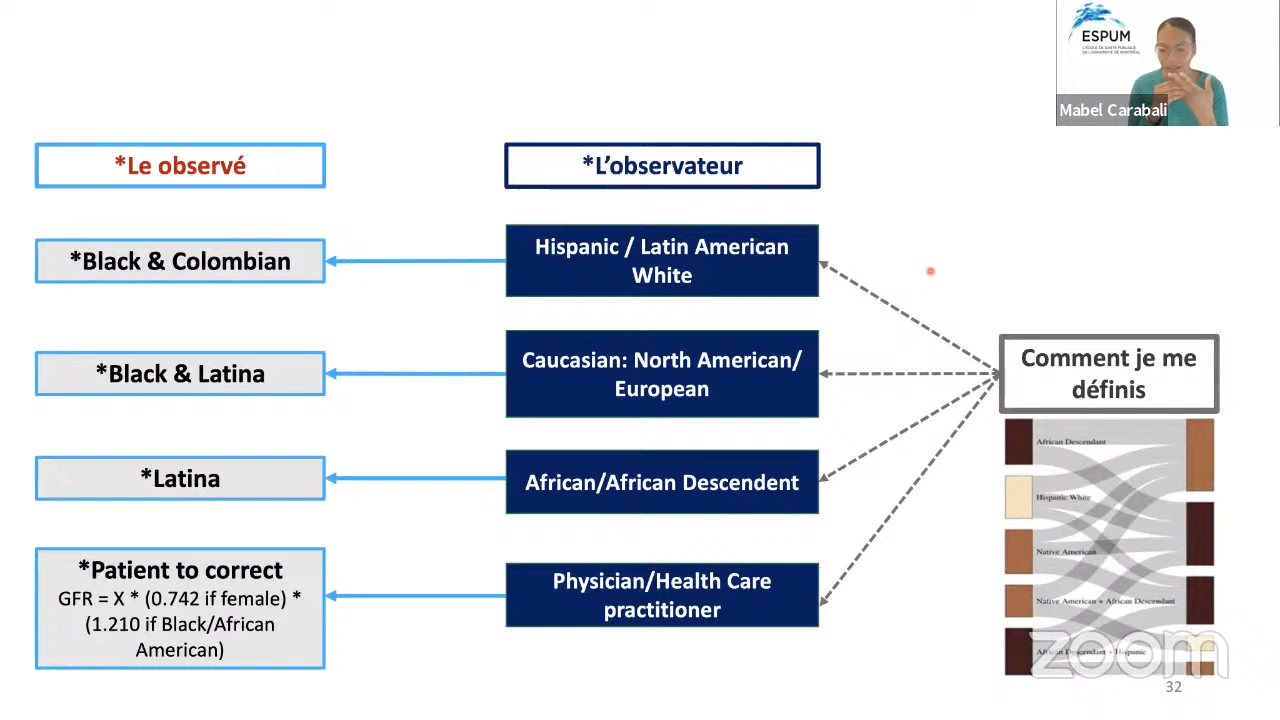 ESPUM
L'ÉCOLE DE SANTÉ PUBLIQUE
DE L'UNIVERSITÉ DE MONTRÉAL
Mabel Carabali
*Le observé
*L'observateur
*Black & Colombian
Hispanic / Latin American
White
*Black & Latina
Caucasian: North American/
European
Comment je me
définis
*Latina
African/African Descendent
*Patient to correct
GFR = X * (0.742 if female) *
(1.210 if Black/African
American)
Physician/Health Care
practitioner
African Descendant
Hispanic White
Native American
Native American + African Descendant
African Descendant + Hispanic
zoom
32